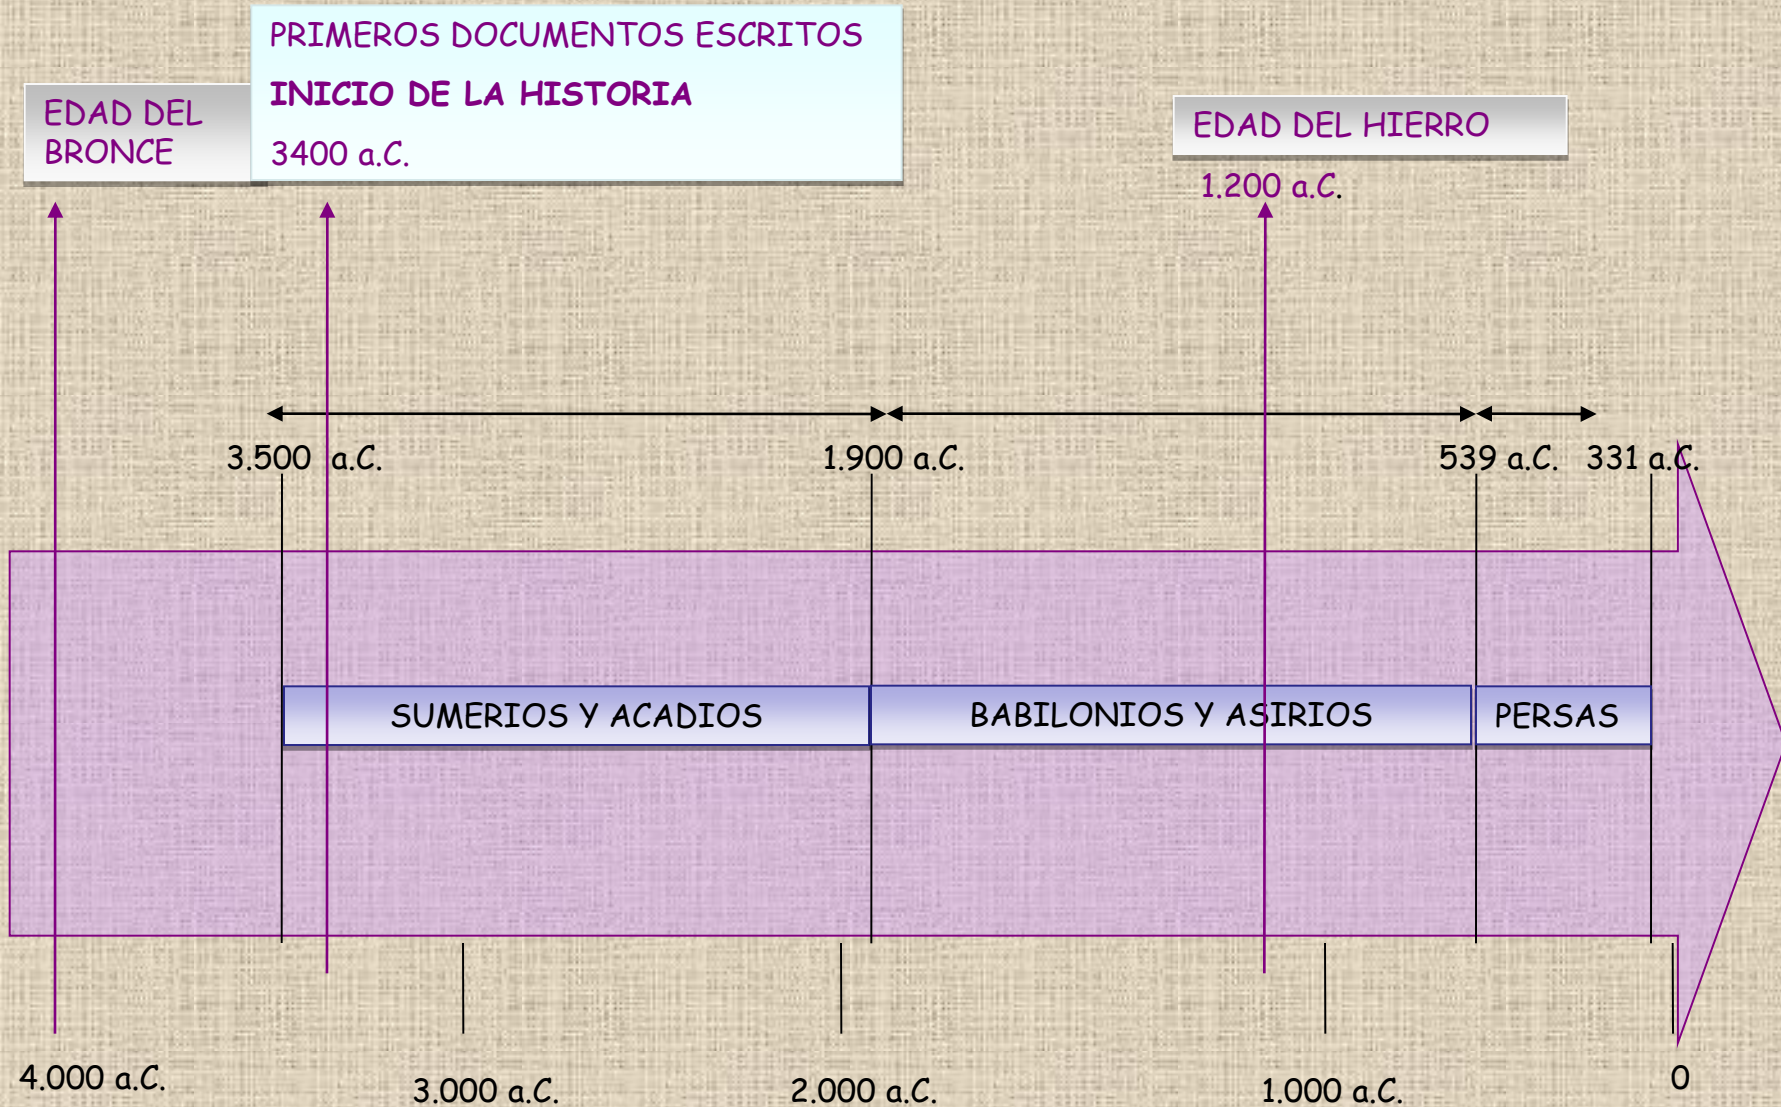 PRIMEROS DOCUMENTOS ESCRITOS
INICIO DE LA HISTORIA
3400 a.C.
EDAD DEL
BRONCE
EDAD DEL HIERRO
1.200 a.C.
3.500 a.C.
1.900 a.C.
539 a.C.
331 a.C.
SUMERIOS Y ACADIOS
BABILONIOS Y ASIRIOS
PERSAS
4.000 a.C.
3.000 a.C.
2.000 a.C.
1.000 a.C.
0